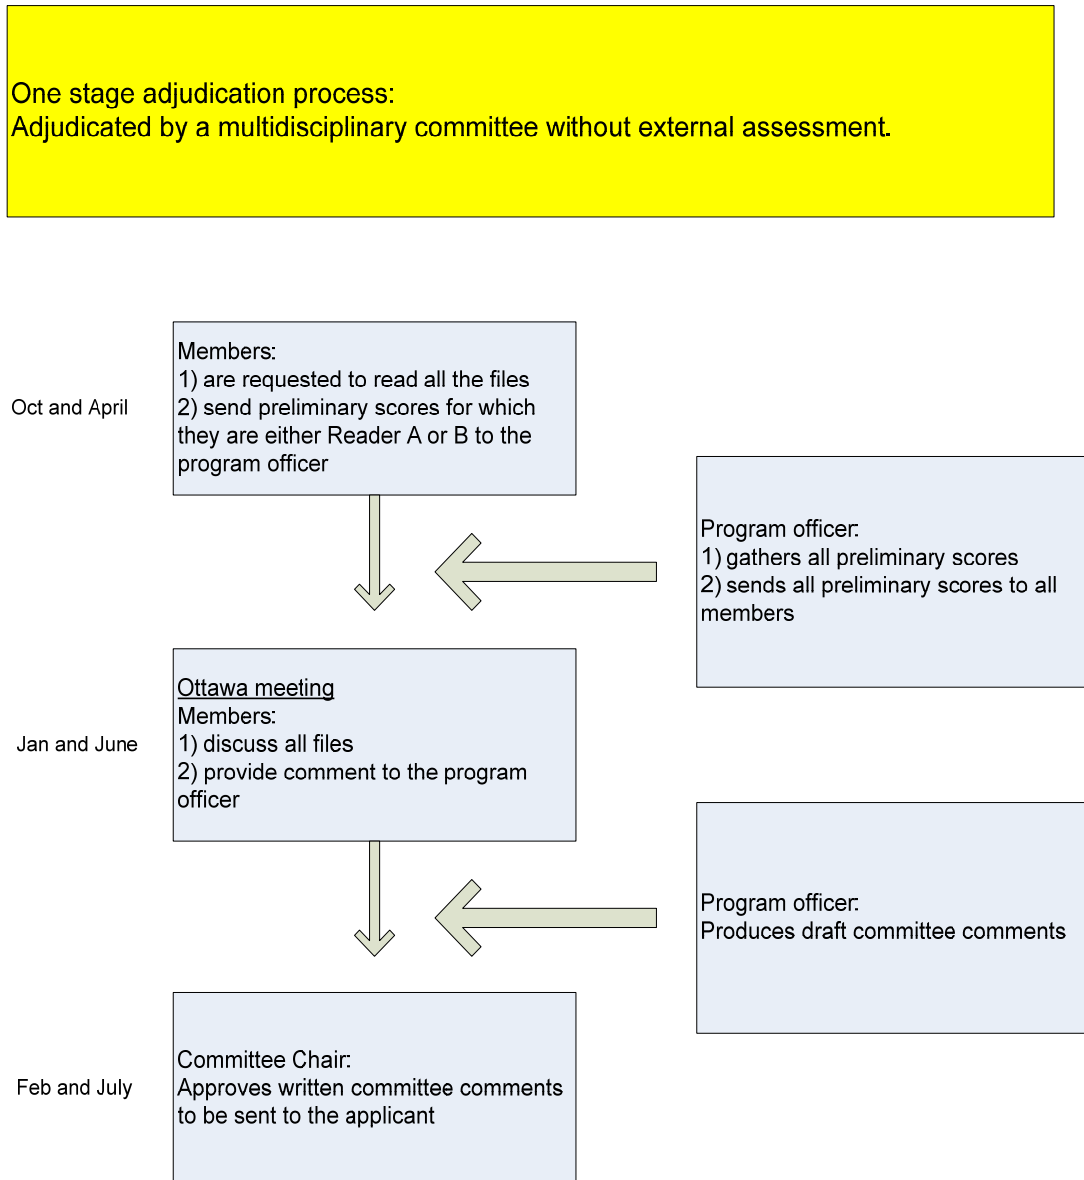 One stage adjudication process:
Adjudicated by a multidisciplinary committee without external assessment.
Oct and April
Members:
1) are requested to read all the files
2) send preliminary scores for which
they are either Reader A or B to the
program officer
Program officer:
1) gathers all preliminary scores
2) sends all preliminary scores to all
members
Jan and June
Ottawa meeting
Members:
1) discuss all files
2) provide comment to the program
officer
Program officer:
Produces draft committee comments
Feb and July
Committee Chair:
Approves written committee comments
to be sent to the applicant